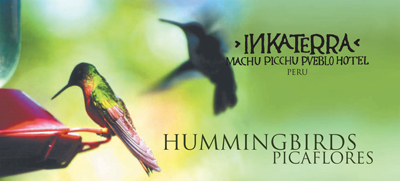 INKATERRA
MACHU PICCHU PUEBLO HOTEL
PERU
HUMMINGBIRDS
PICAFLORES